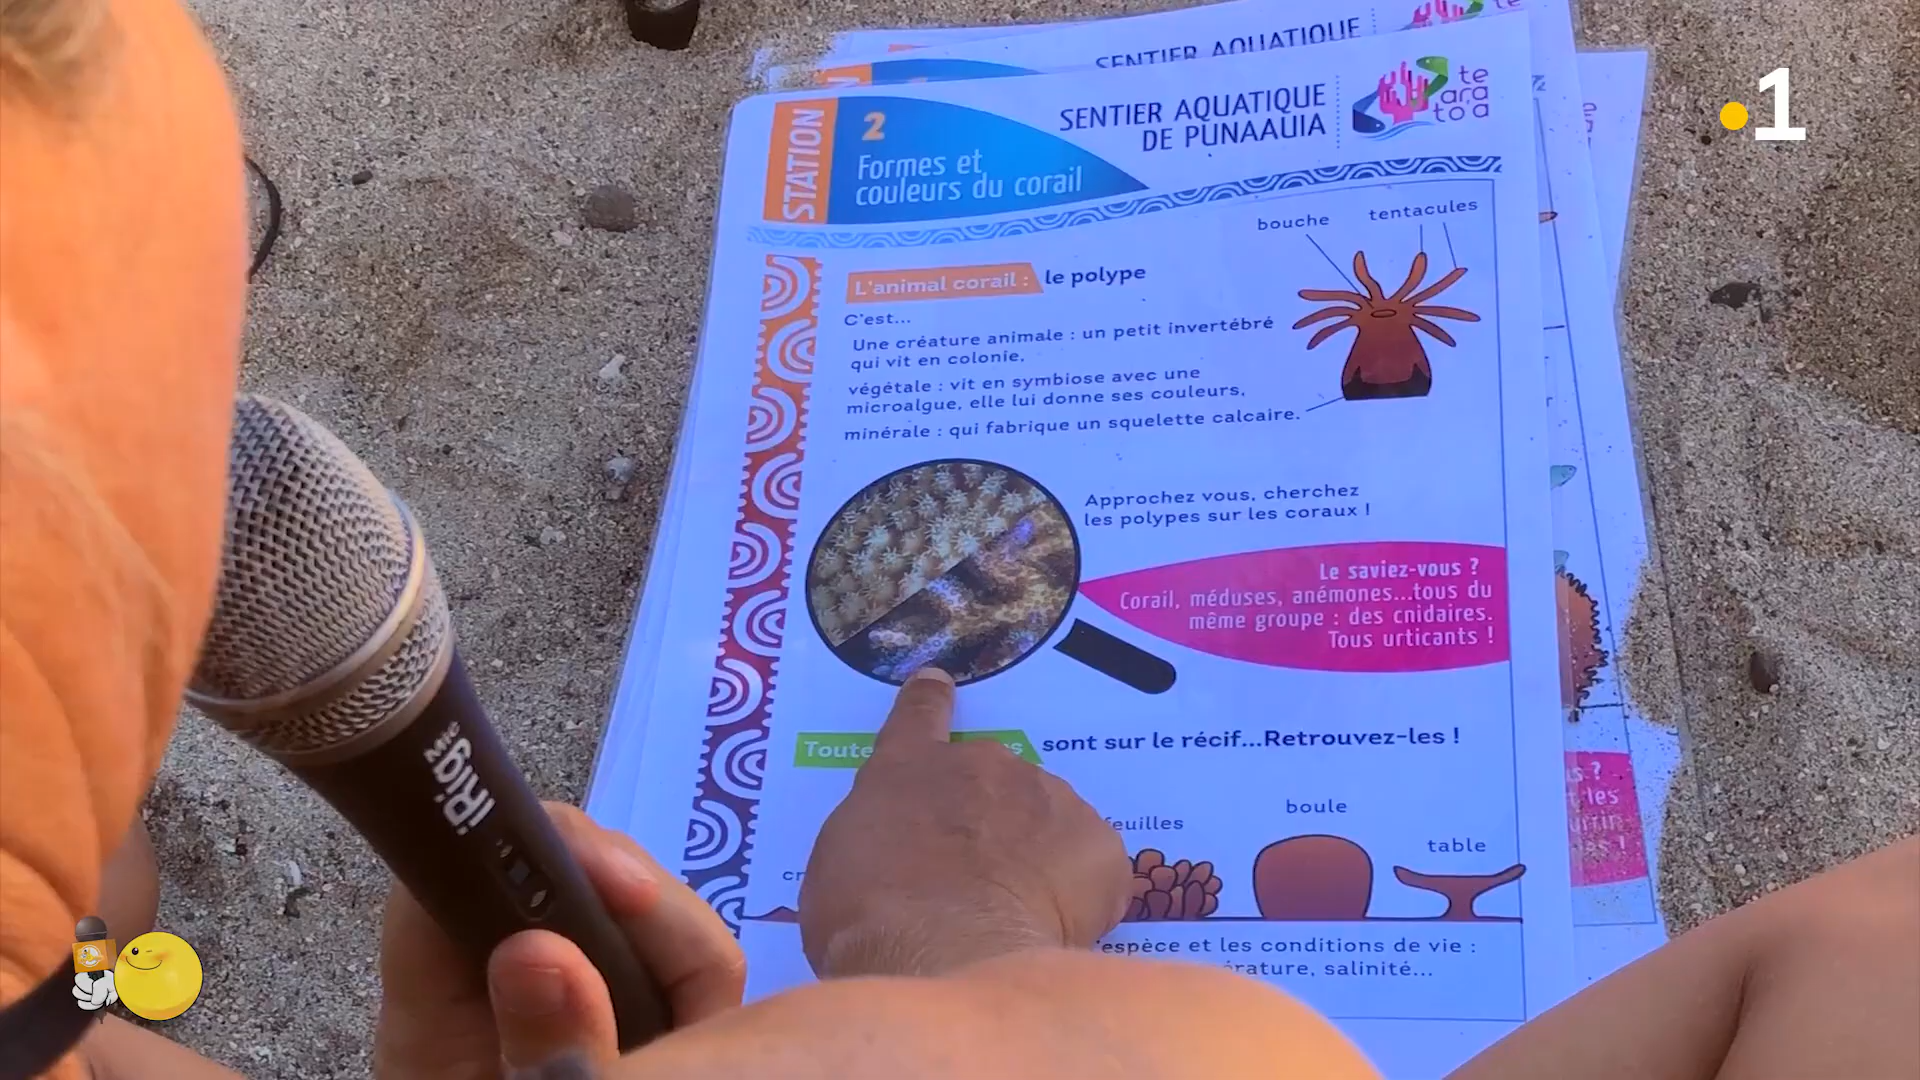 SENTIER AQUATIQUE
te
STATION
2
Formes et
couleurs du corail
SENTIER AQUATIQUE
DE PUNAAUIA
te
ara
to'a
1
bouche
tentacules
L'animal corail :
le polype
C'est...
Une créature animale : un petit invertébré
qui vit en colonie,
végétale : vit en symbiose avec une
microalgue, elle lui donne ses couleurs,
minérale : qui fabrique un squelette calcaire.
Approchez vous, cherchez
les polypes sur les coraux !
Le saviez-vous ?
Corail, méduses, anémones...tous du
même groupe : des cnidaires.
Tous urticants !
sont sur le récif...Retrouvez-les !
feuilles
boule
table
espèce et les conditions de vie :
salinité...
iRig
les